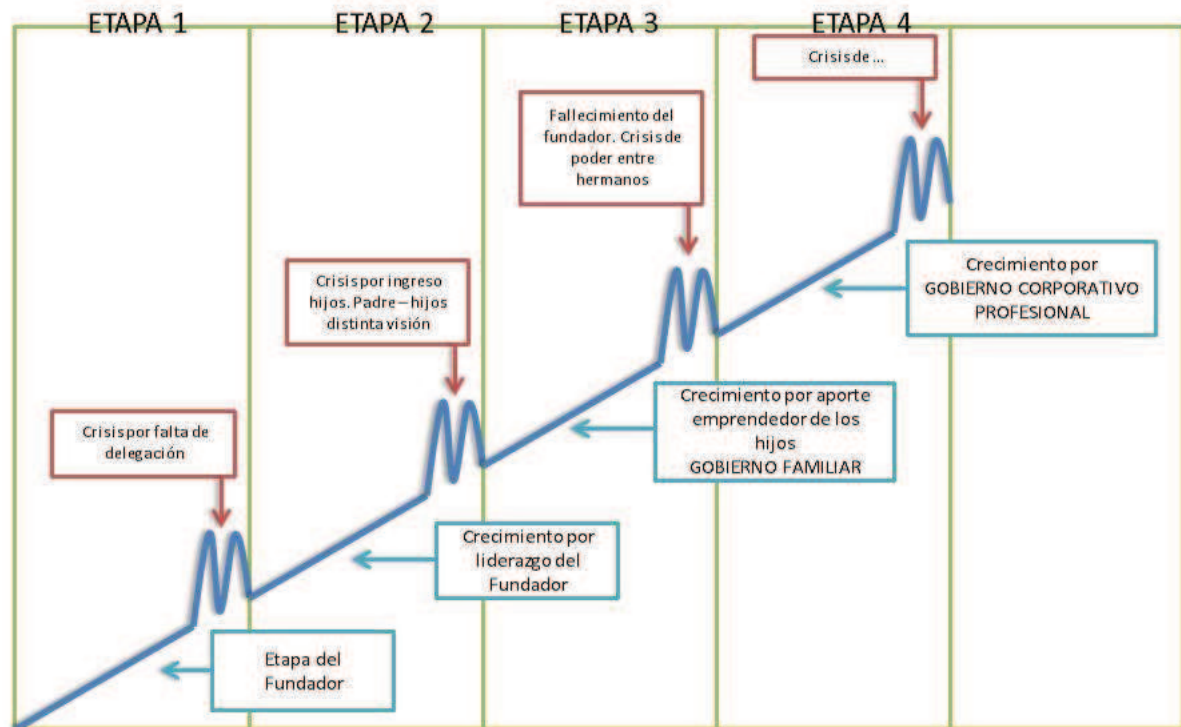 ETAPA 1
ETAPA 2
ETAPA 3
ETAPA 4
Crisis de ...
Fallecimiento del
fundador. Crisis de
poder entre
hermanos
Crisis por ingreso
hijos. Padre – hijos
distinta visión
Crisis por falta de
delegación
Crecimiento por
GOBIERNO CORPORATIVO
PROFESIONAL
Crecimiento por aporte
emprendedor de los
hijos
GOBIERNO FAMILIAR
Crecimiento por
liderazgo del
Fundador
Etapa del
Fundador